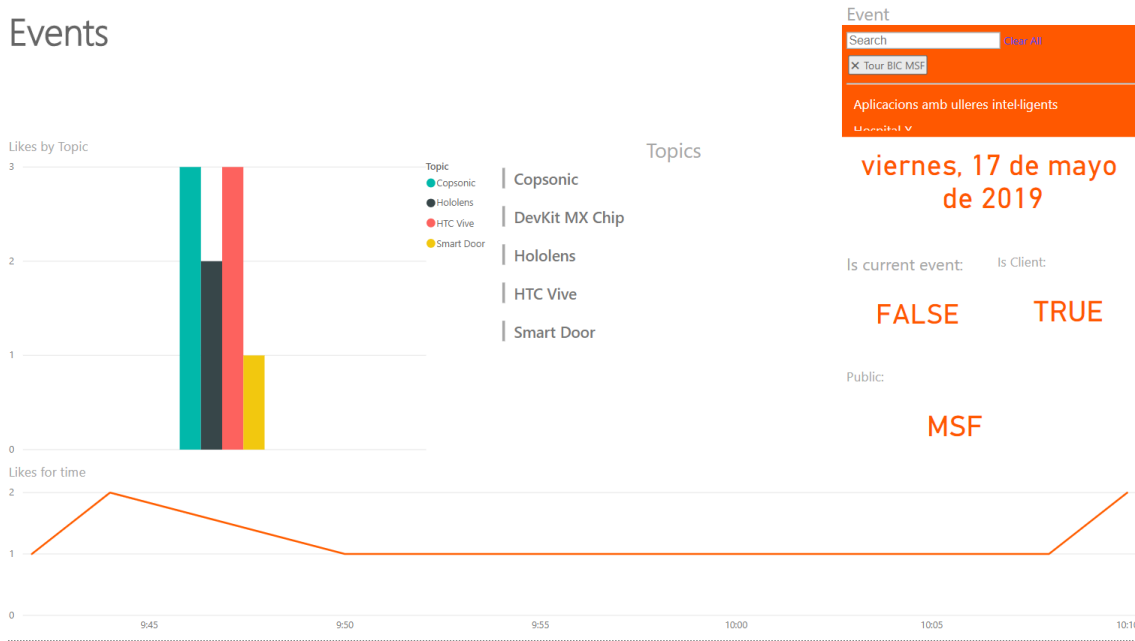 Events
Event
Search
Clear All
× Tour BIC MSF
Aplicacions amb ulleres intel·ligents
Hospital X
viernes, 17 de mayo
de 2019
Is current event:
Is Client:
FALSE
TRUE
Public:
MSF
Likes by Topic
3
2
1
0
Topic
Copsonic
Hololens
HTC Vive
Smart Door
Topics
Copsonic
DevKit MX Chip
Hololens
HTC Vive
Smart Door
Likes for time
2
1
0
9:45
9:50
9:55
10:00
10:05